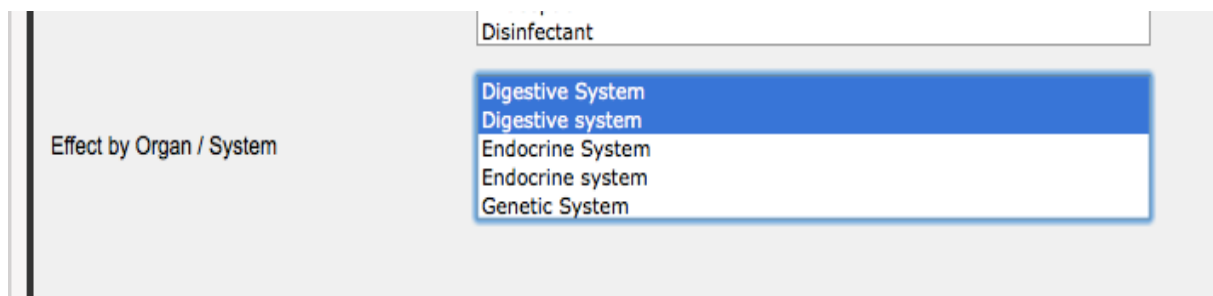 Disinfectant
Effect by Organ / System
Digestive System
Digestive system
Endocrine System
Endocrine system
Genetic System